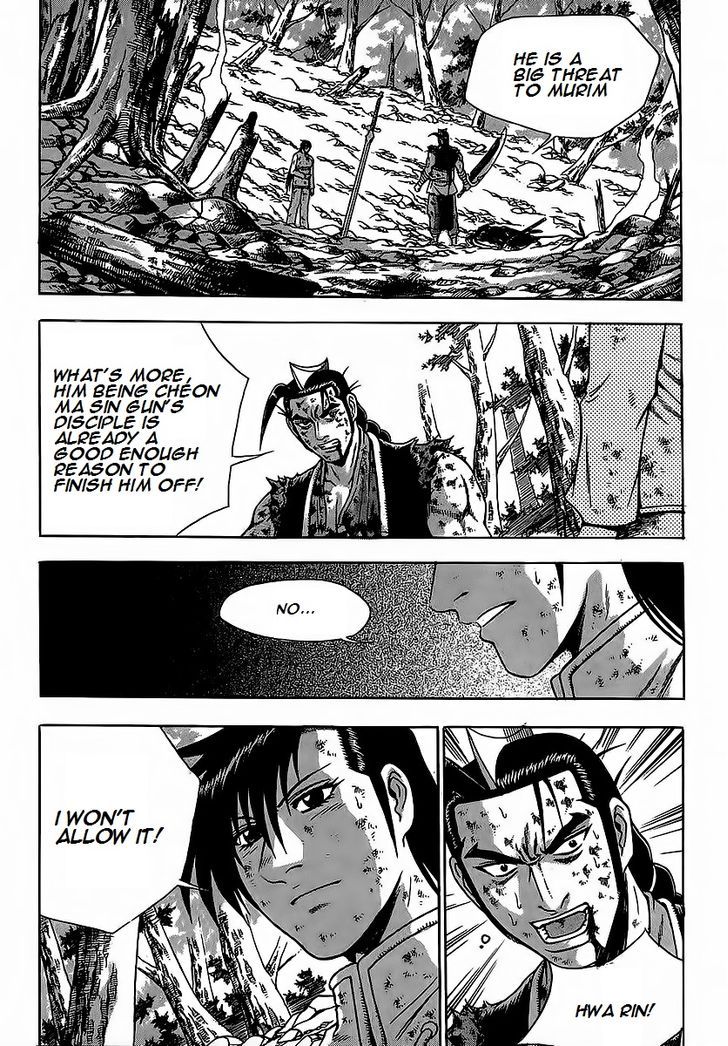 HE IS A
BIG THREAT
TO MURIM
WHAT'S MORE,
HIM BEING CHEON
MA SIN GUN'S
DISCIPLE IS
ALREADY A
GOOD ENOUGH
REASON TO
FINISH HIM OFF!
NO...
I WON'T
ALLOW IT!
HWA RIN!